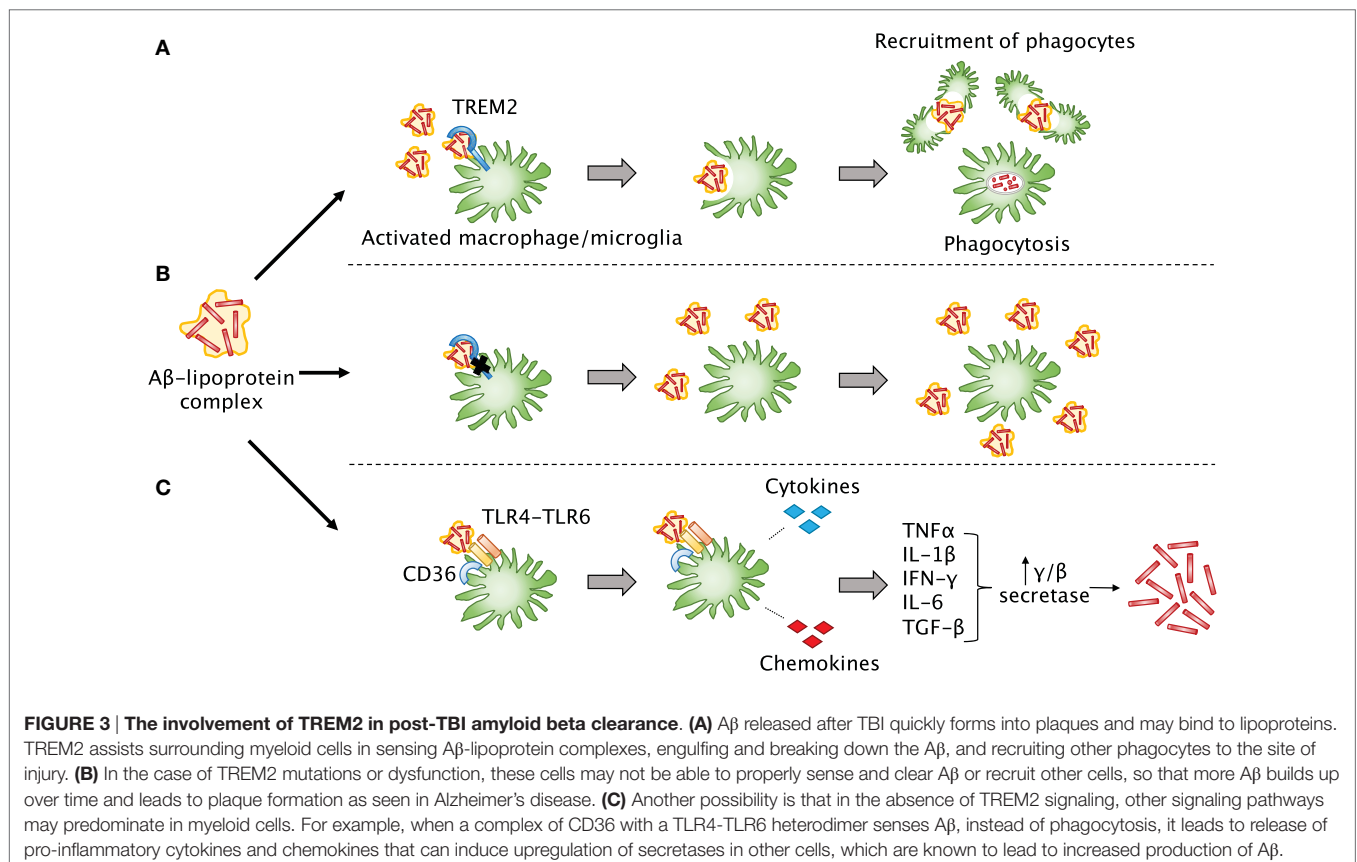 A
Recruitment of phagocytes
TREM2
Activated macrophage/microglia
Phagocytosis
B
Aβ–lipoprotein
complex
C
Cytokines
TLR4–TLR6
CD36
Chemokines
TNFα
IL–1β
IFN–γ
IL–6
TGF–β
↑ γ/β
secretase
FIGURE 3 | The involvement of TREM2 in post-TBI amyloid beta clearance. (A) Aβ released after TBI quickly forms into plaques and may bind to lipoproteins.
TREM2 assists surrounding myeloid cells in sensing Aβ-lipoprotein complexes, engulfing and breaking down the Aβ, and recruiting other phagocytes to the site of
injury. (B) In the case of TREM2 mutations or dysfunction, these cells may not be able to properly sense and clear Aβ or recruit other cells, so that more Aβ builds up
over time and leads to plaque formation as seen in Alzheimer's disease. (C) Another possibility is that in the absence of TREM2 signaling, other signaling pathways
may predominate in myeloid cells. For example, when a complex of CD36 with a TLR4-TLR6 heterodimer senses Aβ, instead of phagocytosis, it leads to release of
pro-inflammatory cytokines and chemokines that can induce upregulation of secretases in other cells, which are known to lead to increased production of Aβ.